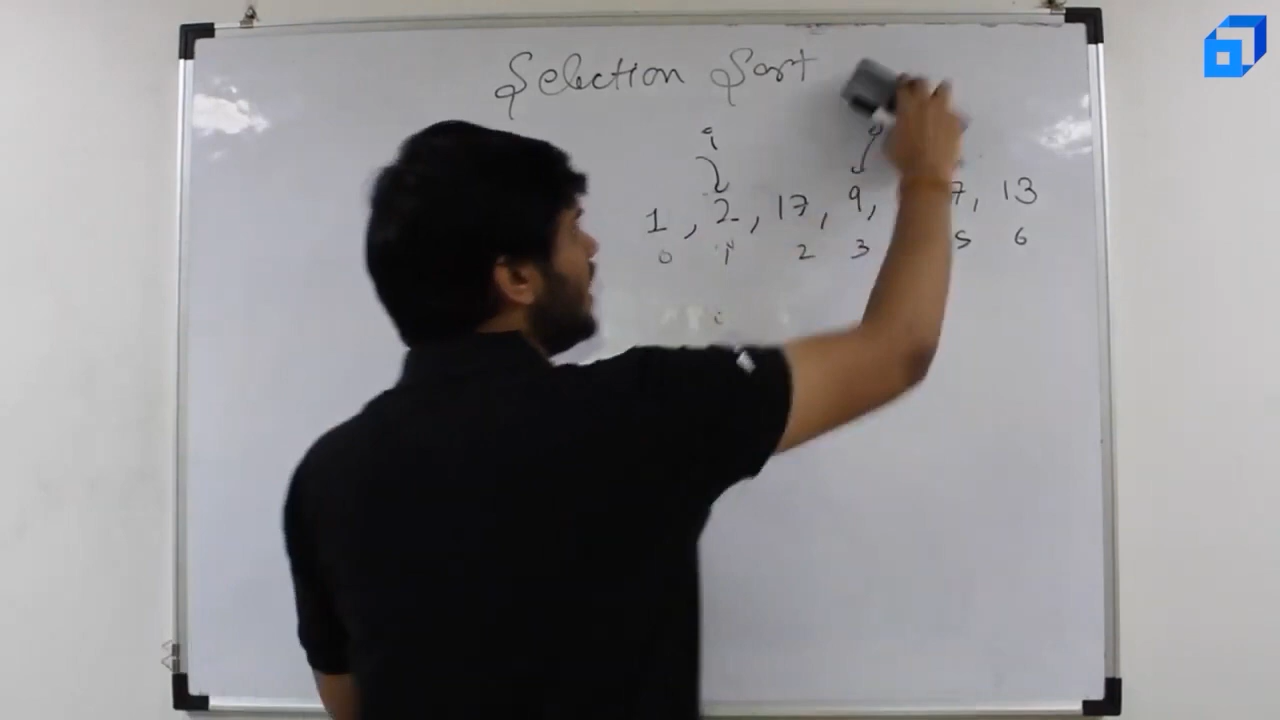 Selection Sort
i
1 , 2 , 17 , 9 , 7 , 13
0 1 2 3 5 6